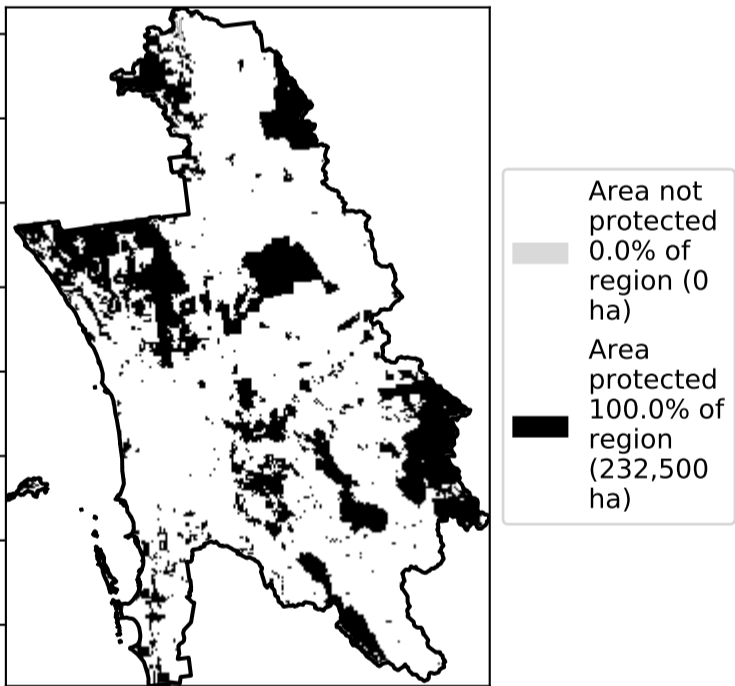 Area not
protected
0.0% of
region (0
ha)
Area
protected
100.0% of
region
(232,500
ha)